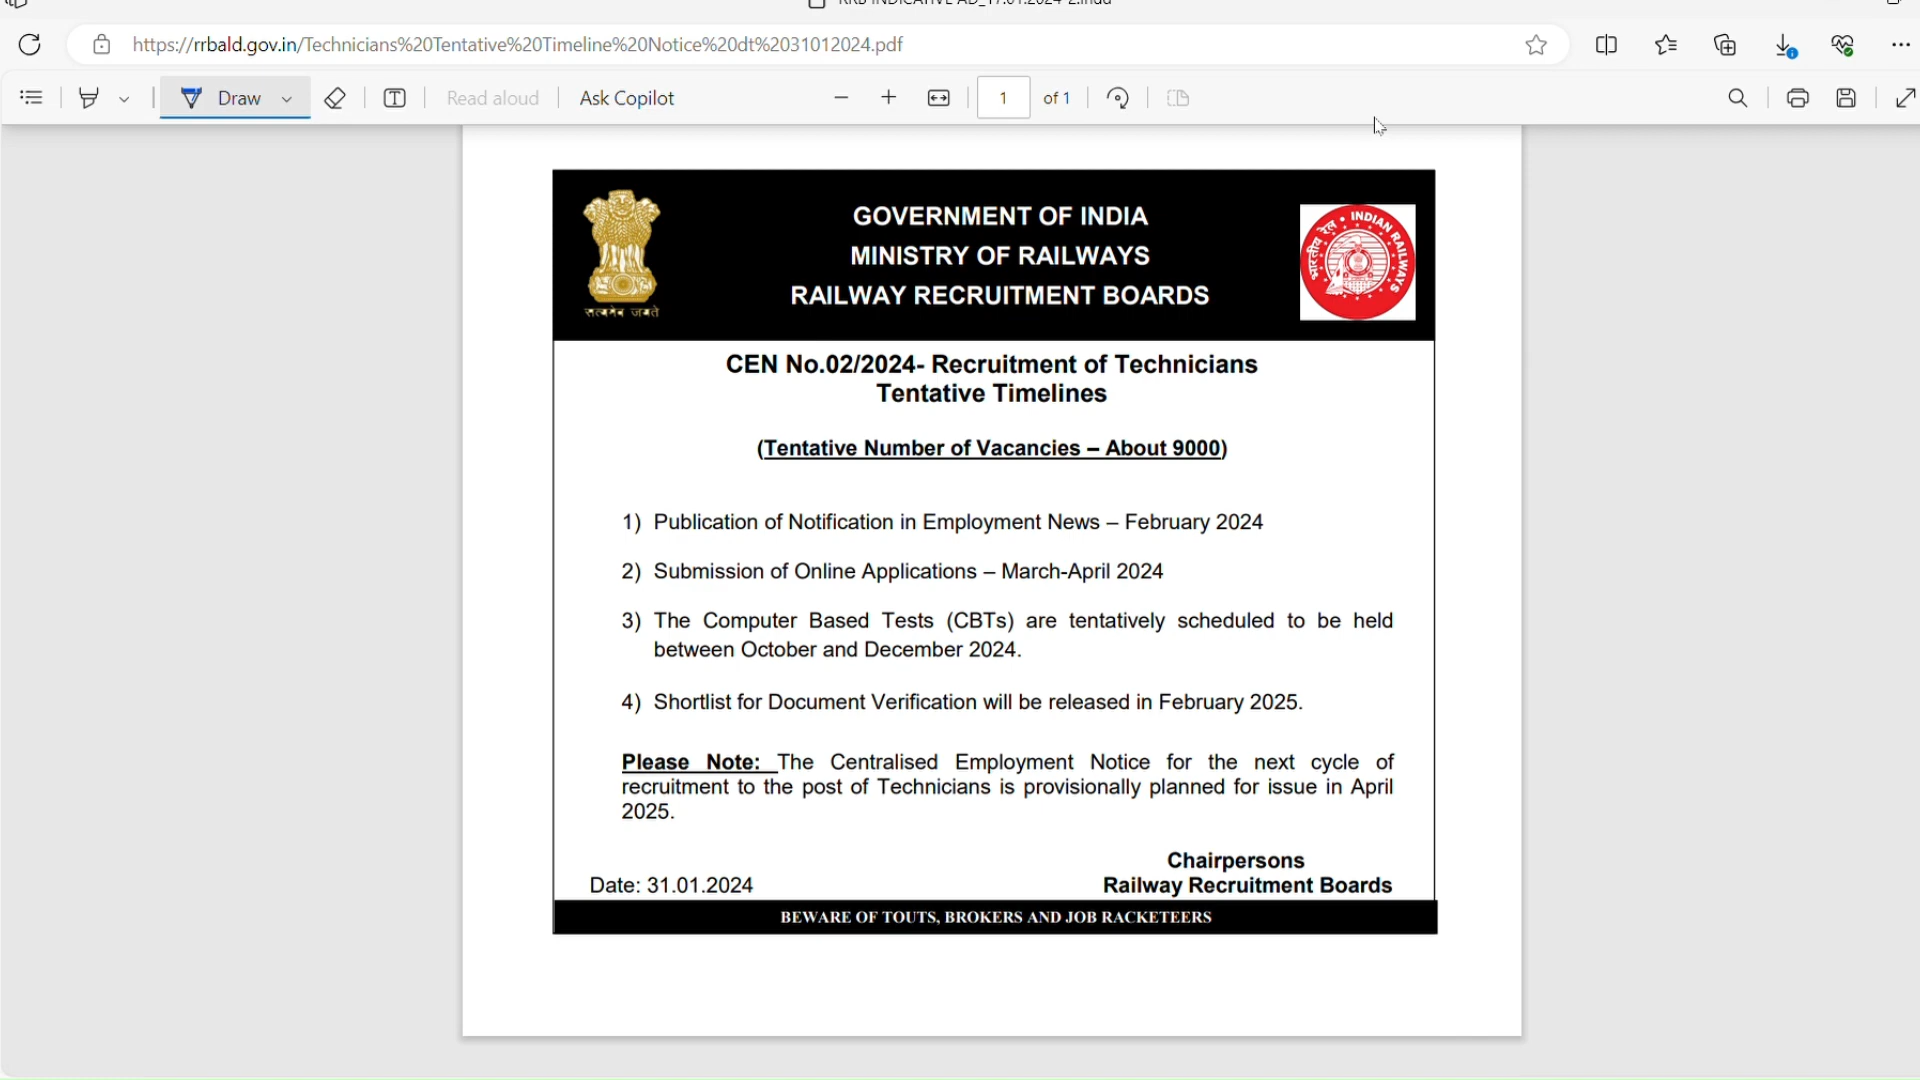 https://rrbald.gov.in/Technicians%20Tentative%20Timeline%20Notice%20dt%2031012024.pdf
Draw
Read aloud
Ask Copilot
1 of 1
GOVERNMENT OF INDIA
MINISTRY OF RAILWAYS
RAILWAY RECRUITMENT BOARDS
सत्यमेव जयते
भारतीय रेल • INDIAN RAILWAYS
CEN No.02/2024- Recruitment of Technicians
Tentative Timelines
(Tentative Number of Vacancies – About 9000)
1) Publication of Notification in Employment News – February 2024
2) Submission of Online Applications – March-April 2024
3) The Computer Based Tests (CBTs) are tentatively scheduled to be held
between October and December 2024.
4) Shortlist for Document Verification will be released in February 2025.
Please Note: The Centralised Employment Notice for the next cycle of
recruitment to the post of Technicians is provisionally planned for issue in April
2025.
Chairpersons
Date: 31.01.2024 Railway Recruitment Boards
BEWARE OF TOUTS, BROKERS AND JOB RACKETEERS